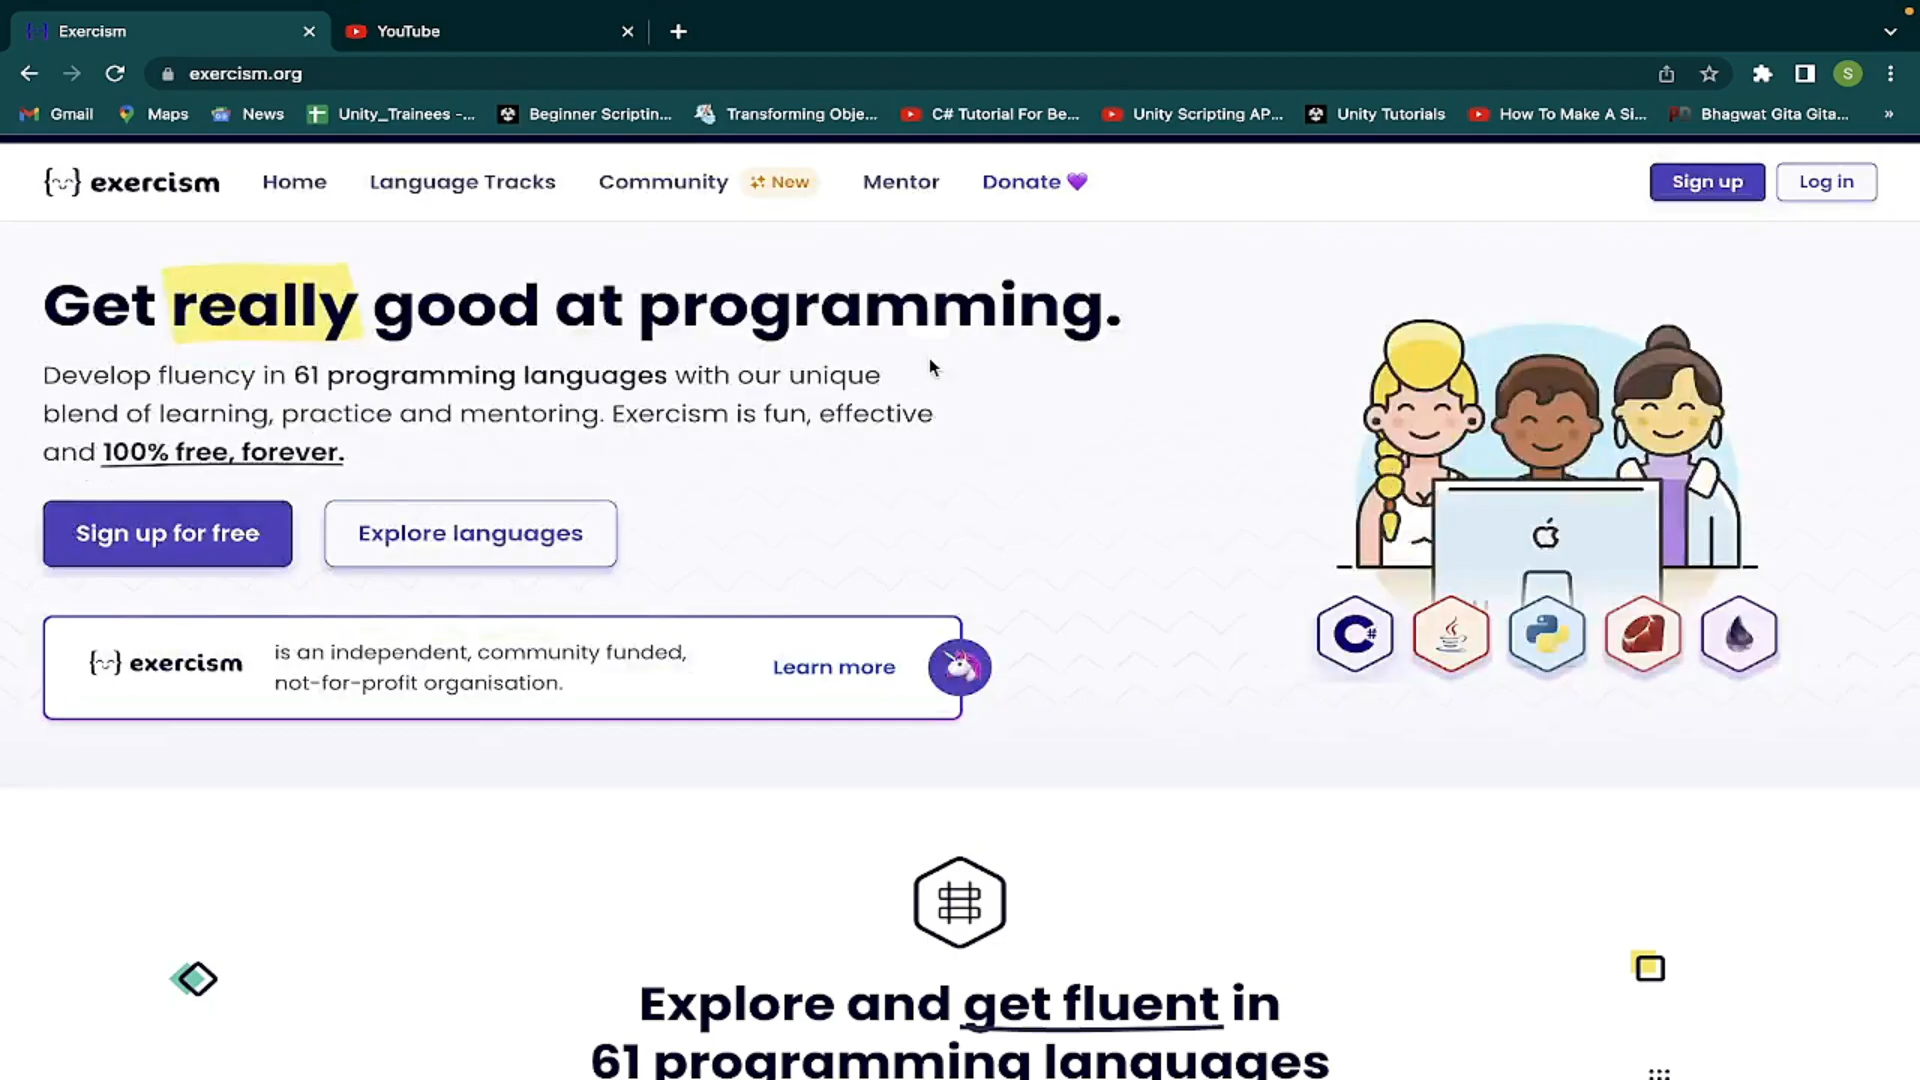 Exercism
YouTube
exercism.org
S
Gmail
Maps
News
Unity_Trainees -...
Beginner Scriptin...
Transforming Obje...
C# Tutorial For Be...
Unity Scripting AP...
Unity Tutorials
How To Make A Si...
Bhagwat Gita Gita...
»
{ } exercism
Home
Language Tracks
Community
New
Mentor
Donate 💜
Sign up
Log in
Get really good at programming.
Develop fluency in 61 programming languages with our unique
blend of learning, practice and mentoring. Exercism is fun, effective
and 100% free, forever.
Sign up for free
Explore languages
{ } exercism
is an independent, community funded,
not-for-profit organisation.
Learn more
C#
Explore and get fluent in
61 programming languages